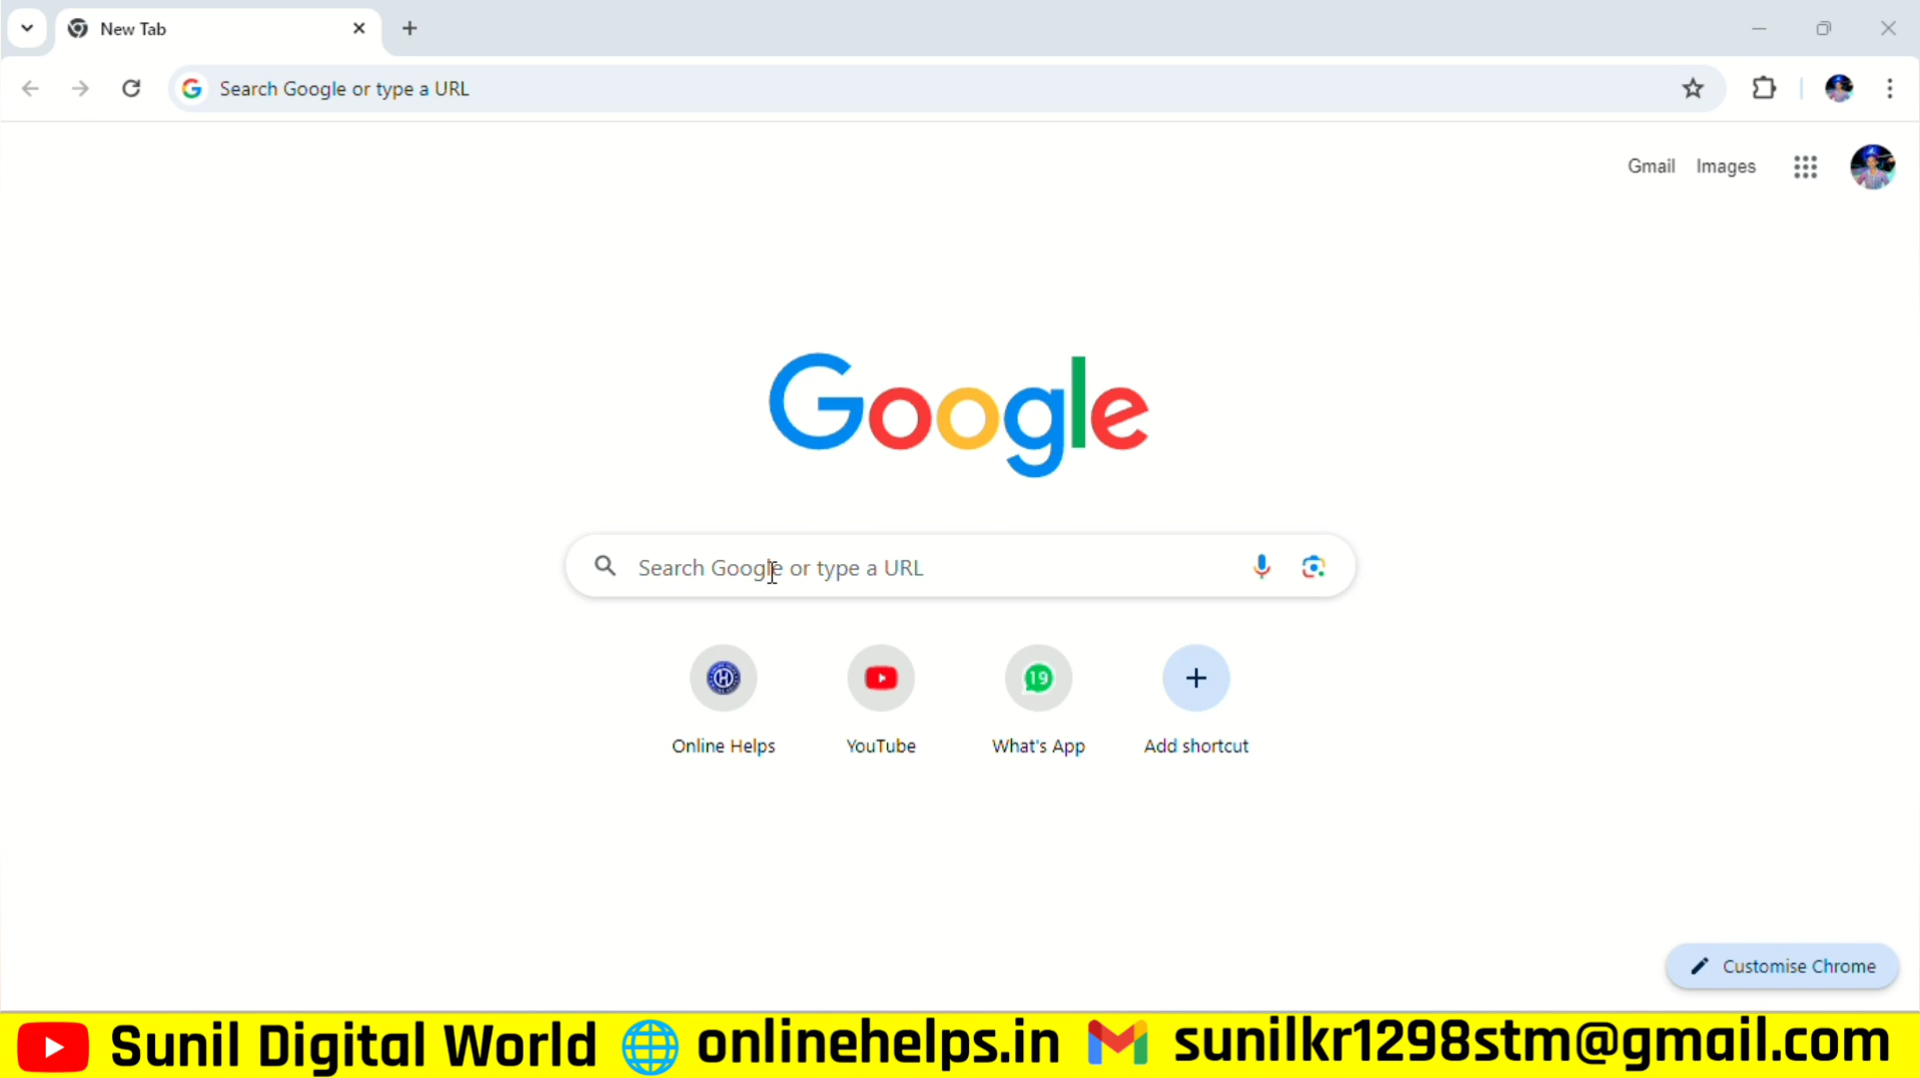 New Tab
Search Google or type a URL
Gmail Images
Google
Search Google or type a URL
19
Online Helps YouTube What's App Add shortcut
Customise Chrome
Sunil Digital World onlinehelps.in sunilkr1298stm@gmail.com